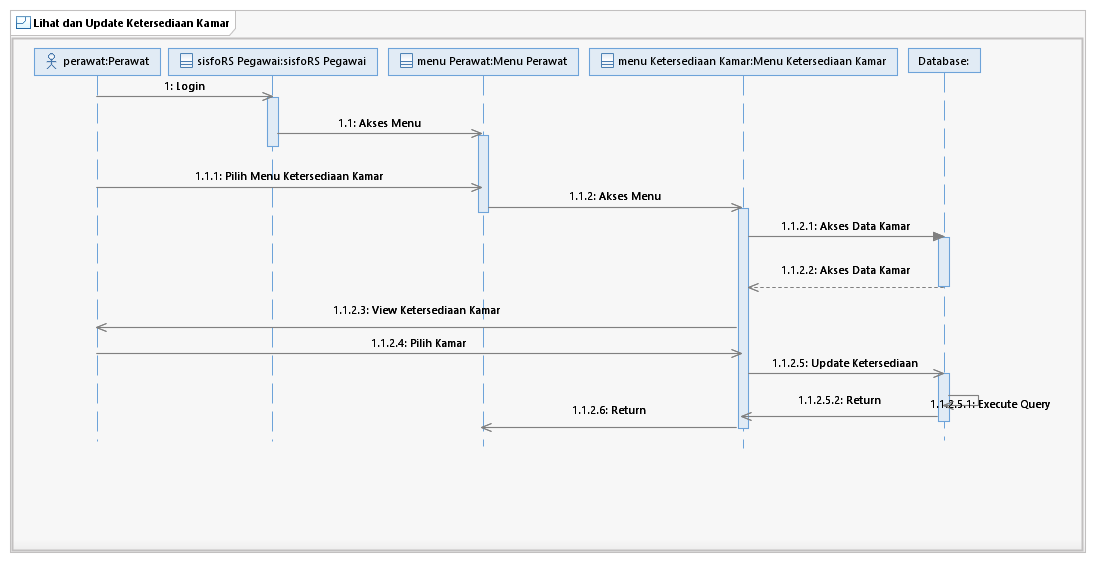 Lihat dan Update Ketersediaan Kamar
perawat:Perawat
sisfoRS Pegawai:sisfoRS Pegawai
menu Perawat:Menu Perawat
menu Ketersediaan Kamar:Menu Ketersediaan Kamar
Database:
1: Login
1.1: Akses Menu
1.1.1: Pilih Menu Ketersediaan Kamar
1.1.2: Akses Menu
1.1.2.1: Akses Data Kamar
1.1.2.2: Akses Data Kamar
1.1.2.3: View Ketersediaan Kamar
1.1.2.4: Pilih Kamar
1.1.2.5: Update Ketersediaan
1.1.2.5.2: Return
1.1.2.5.1: Execute Query
1.1.2.6: Return